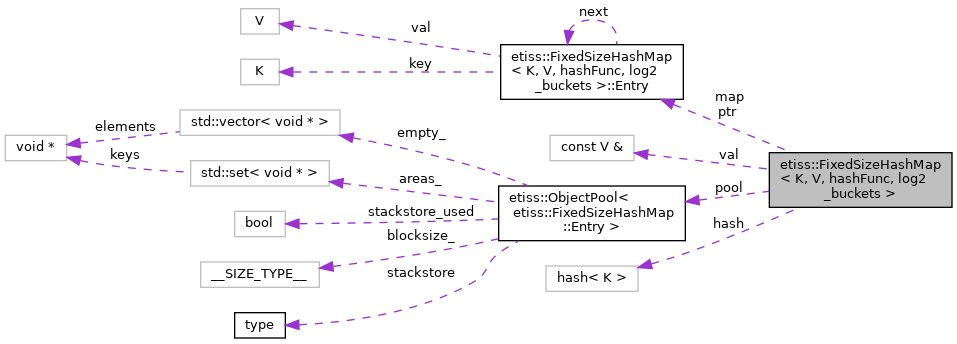 next
V
val
etiss::FixedSizeHashMap
< K, V, hashFunc, log2
_buckets >::Entry
K
key
map
ptr
std::vector< void * >
elements
void *
keys
empty_
const V &
val
etiss::FixedSizeHashMap
< K, V, hashFunc, log2
_buckets >
std::set< void * >
areas_
etiss::ObjectPool<
etiss::FixedSizeHashMap
::Entry >
pool
bool
stackstore_used
hash
blocksize_
__SIZE_TYPE__
stackstore
hash< K >
type